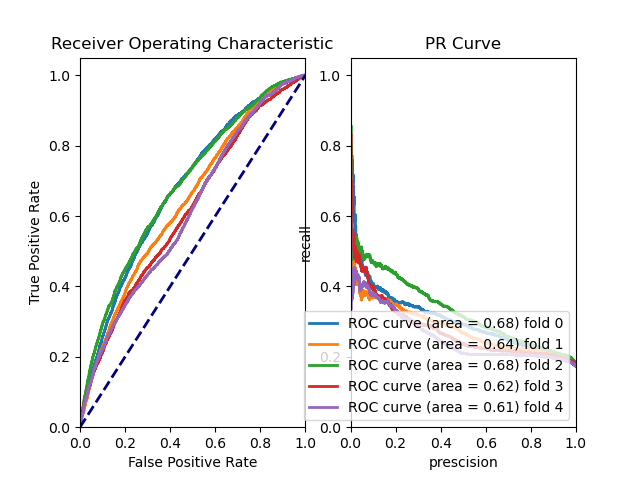 Receiver Operating Characteristic
1.0
0.8
0.6
0.4
0.2
0.0
True Positive Rate
0.0 0.2 0.4 0.6 0.8 1.0
False Positive Rate
PR Curve
1.0
0.8
0.6
0.4
0.2
0.0
recall
ROC curve (area = 0.68) fold 0
ROC curve (area = 0.64) fold 1
ROC curve (area = 0.68) fold 2
ROC curve (area = 0.62) fold 3
ROC curve (area = 0.61) fold 4
0.0 0.2 0.4 0.6 0.8 1.0
prescision